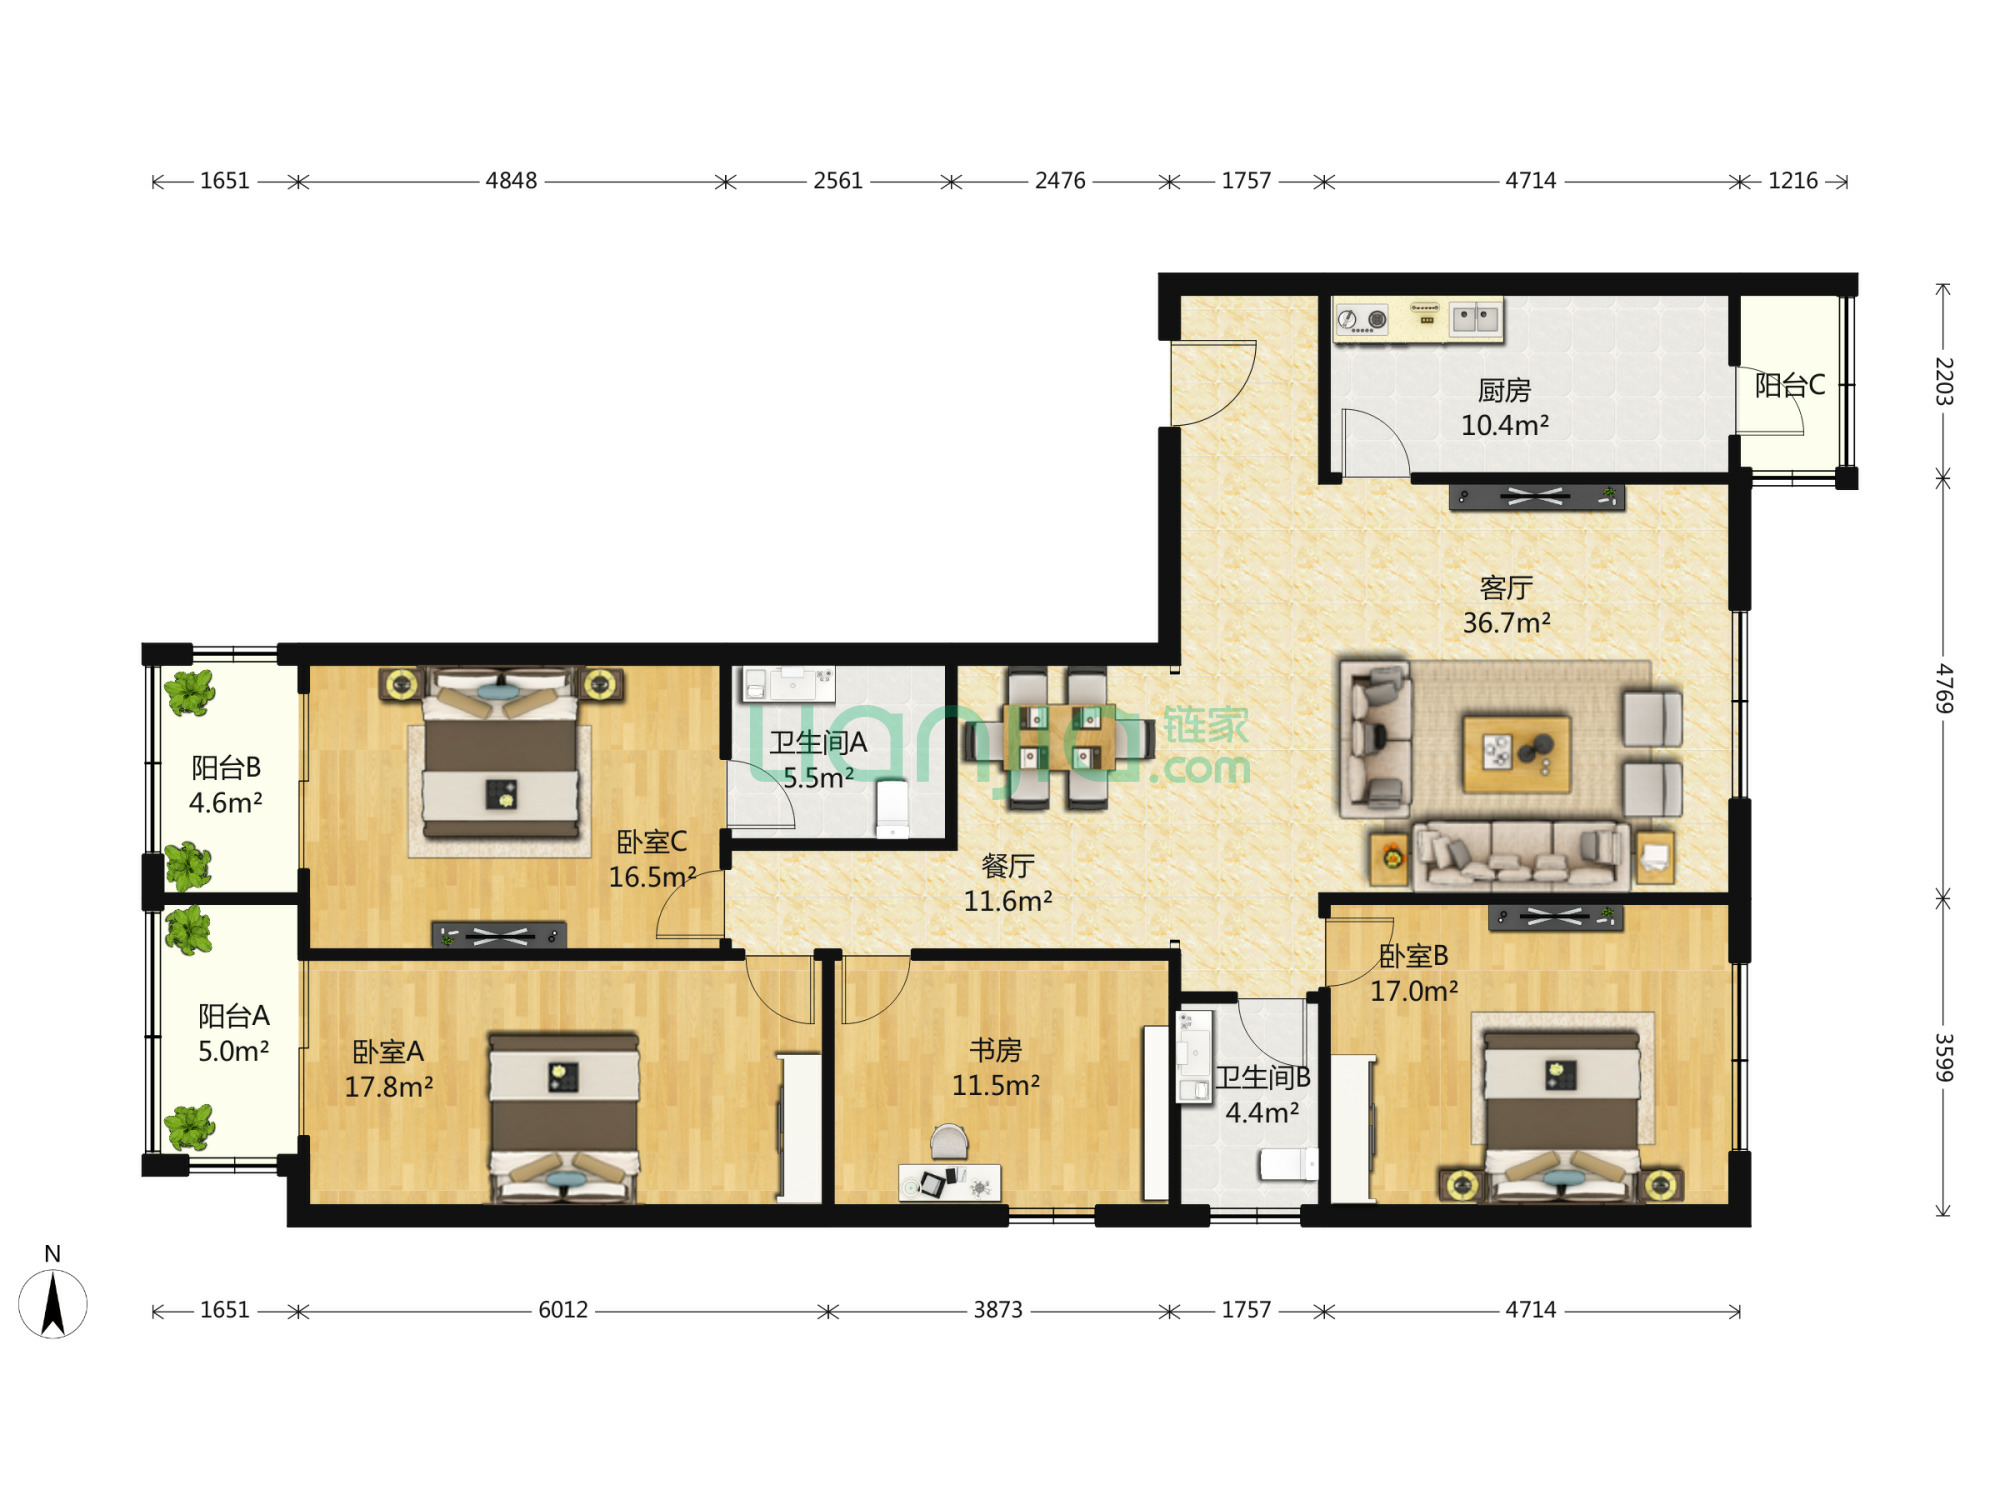 1651 4848 2561 2476 1757 4714 1216
2203
4769
3599
厨房
10.4m²
阳台C
客厅
36.7m²
lianjia 链家
.com
阳台B
4.6m²
卧室C
16.5m²
卫生间A
5.5m²
餐厅
11.6m²
阳台A
5.0m²
卧室A
17.8m²
书房
11.5m²
卫生间B
4.4m²
卧室B
17.0m²
N
1651 6012 3873 1757 4714